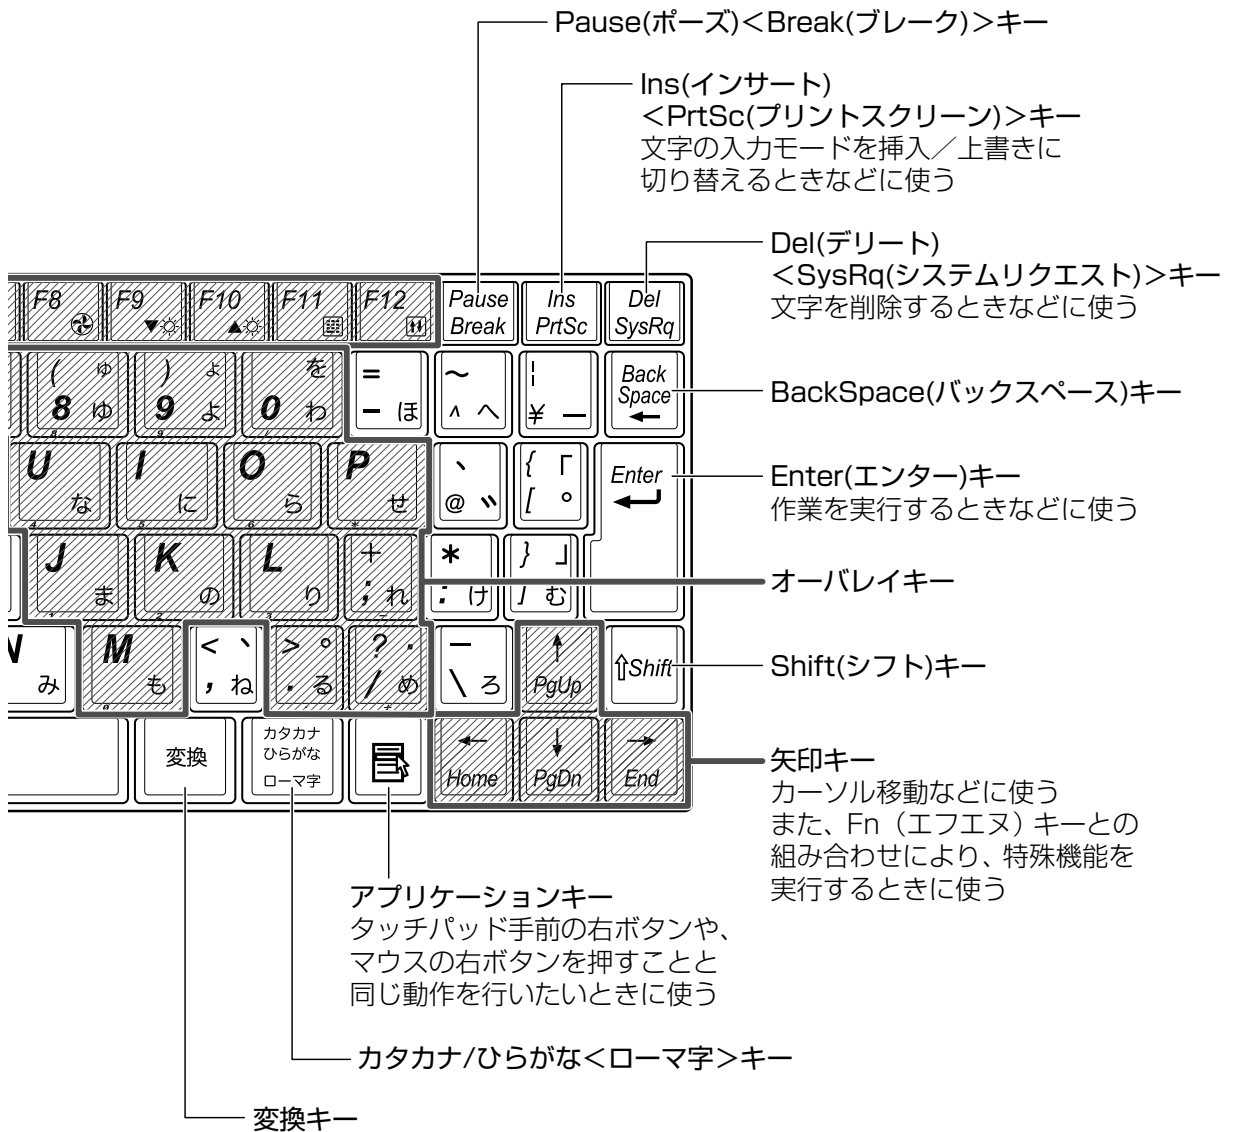 Pause(ポーズ)＜Break(ブレーク)＞キー
Ins(インサート)
＜PrtSc(プリントスクリーン)＞キー
文字の入力モードを挿入／上書きに
切り替えるときなどに使う
Del(デリート)
＜SysRq(システムリクエスト)＞キー
文字を削除するときなどに使う
F8 F9 F10 F11 F12 Pause Ins Del
Break PrtSc SysRq
( ゅ ) ょ を = ～ ¦ Back
8 ゆ 9 よ 0 わ - ほ ^ へ ¥ ー Space
BackSpace(バックスペース)キー
U I O P ` { 「 Enter
な に ら せ @ ゛ [ ゜
Enter(エンター)キー
作業を実行するときなどに使う
J K L + * } 」
ま の り ; れ : け ] む
オーバレイキー
N M < 、 > 。 ? ・ _ ↑ ⇧Shift
み も , ね . る / め \ ろ PgUp
Shift(シフト)キー
変換 カタカナ ← ↓ →
ひらがな Home PgDn End
ローマ字
矢印キー
カーソル移動などに使う
また、Fn（エフエヌ）キーとの
組み合わせにより、特殊機能を
実行するときに使う
アプリケーションキー
タッチパッド手前の右ボタンや、
マウスの右ボタンを押すことと
同じ動作を行いたいときに使う
カタカナ/ひらがな＜ローマ字＞キー
変換キー